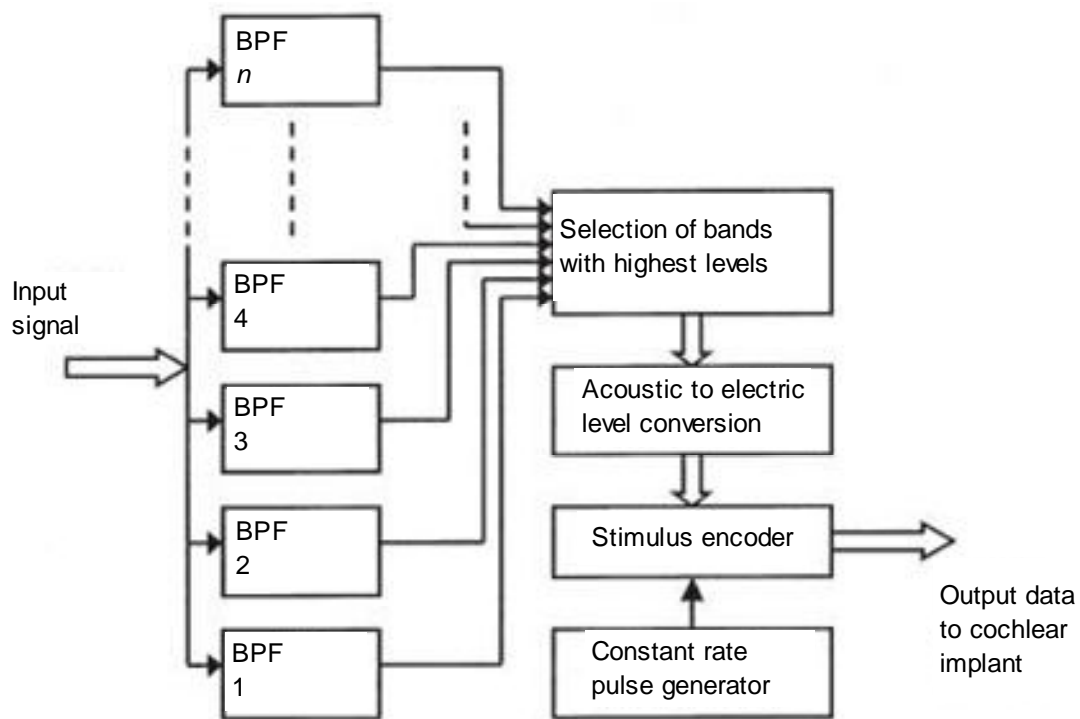 BPF
n
Selection of bands
with highest levels
Input
signal
BPF
4
Acoustic to electric
level conversion
BPF
3
Stimulus encoder
BPF
2
Output data
to cochlear
implant
BPF
1
Constant rate
pulse generator